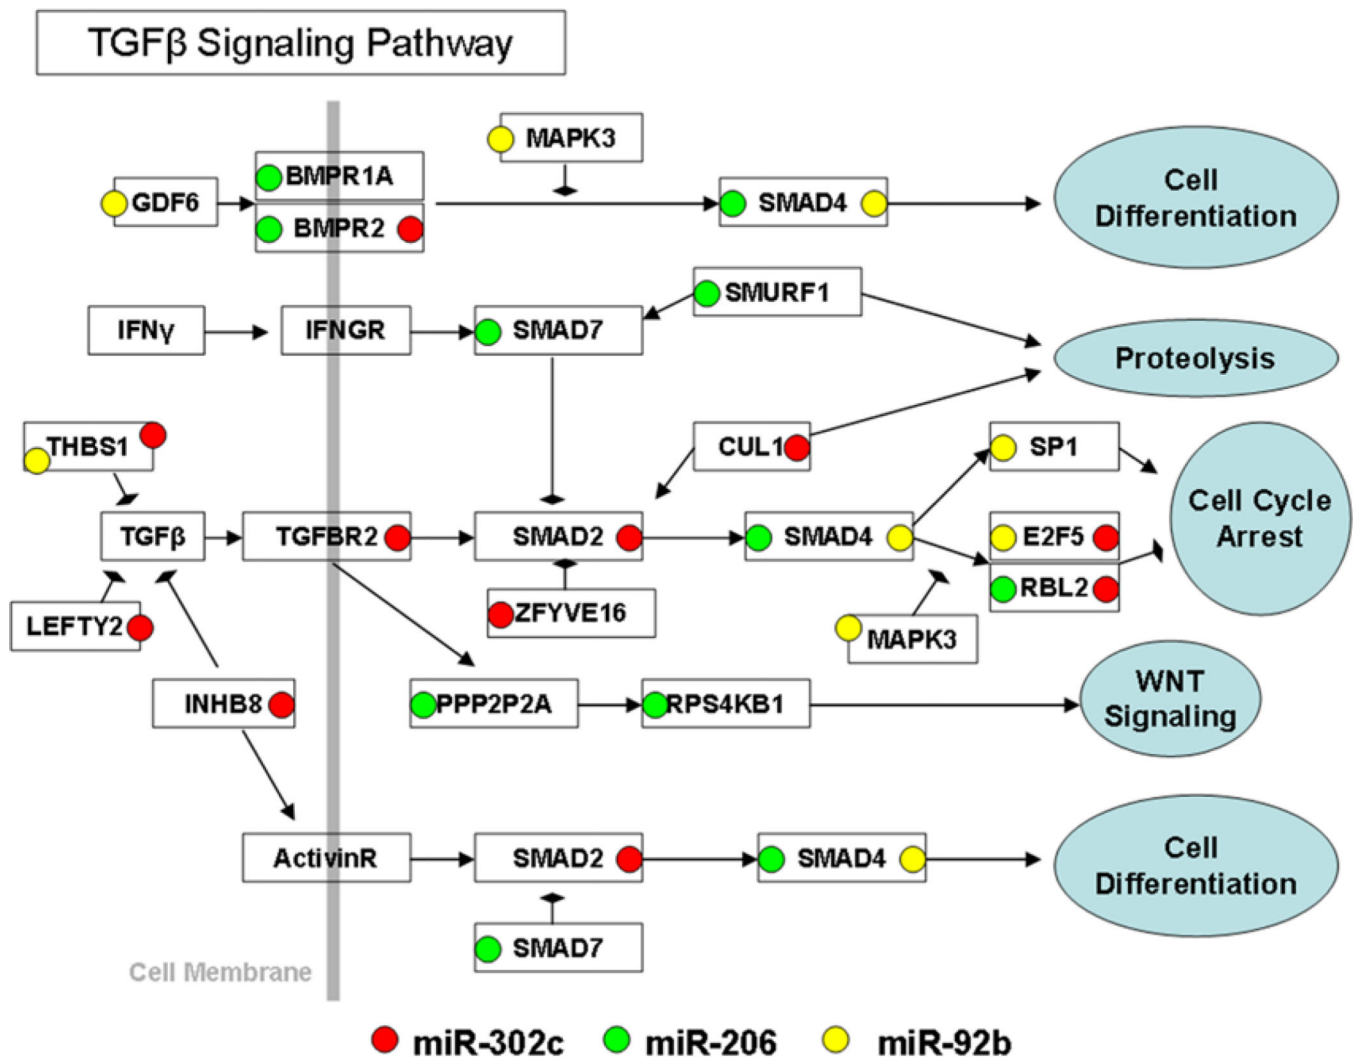 TGFβ Signaling Pathway
MAPK3
BMPR1A
GDF6
BMPR2
SMAD4
Cell
Differentiation
SMURF1
IFNγ
IFNGR
SMAD7
Proteolysis
THBS1
CUL1
SP1
TGFβ
TGFBR2
SMAD2
SMAD4
E2F5
RBL2
Cell Cycle
Arrest
LEFTY2
ZFYVE16
MAPK3
INHB8
PPP2P2A
RPS4KB1
WNT
Signaling
ActivinR
SMAD2
SMAD4
Cell
Differentiation
SMAD7
Cell Membrane
miR-302c
miR-206
miR-92b